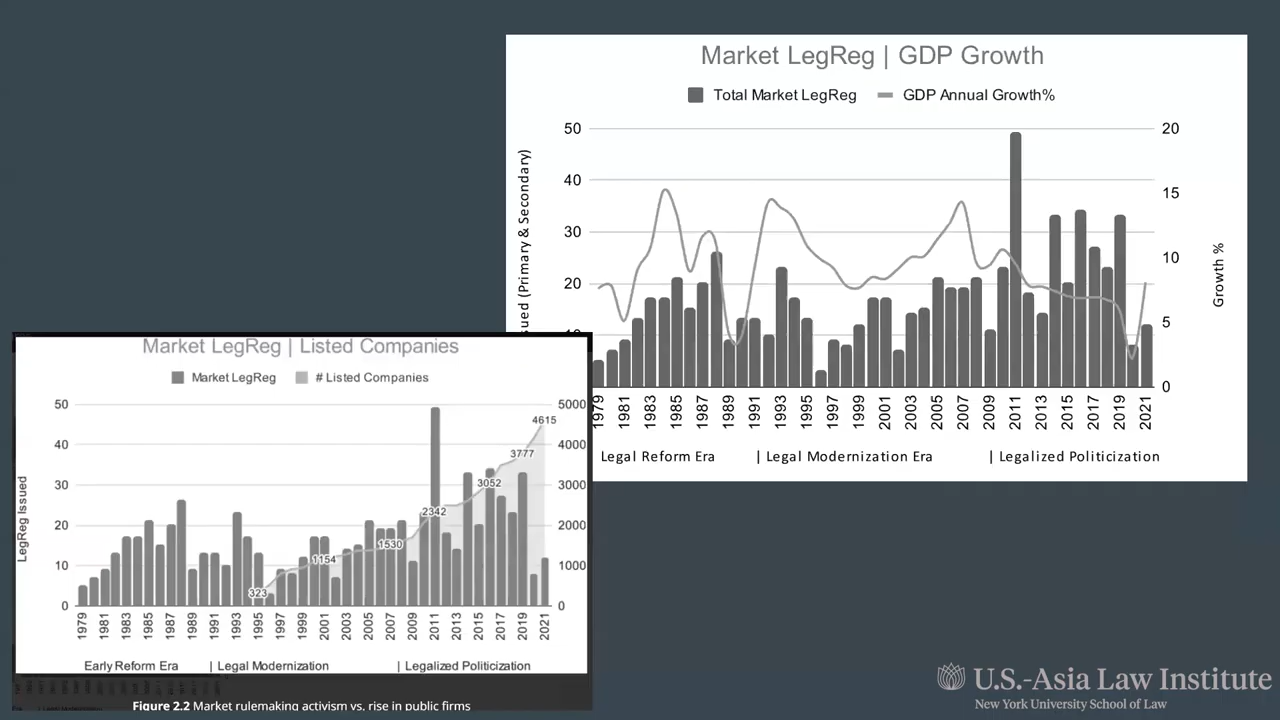 Market LegReg | GDP Growth
Total Market LegReg
GDP Annual Growth%
50
40
30
20
10
20
15
10
5
0
sued (Primary & Secondary)
Growth %
1979 1981 1983 1985 1987 1989 1991 1993 1995 1997 1999 2001 2003 2005 2007 2009 2011 2013 2015 2017 2019 2021
Legal Reform Era | Legal Modernization Era | Legalized Politicization
Market LegReg | Listed Companies
Market LegReg
# Listed Companies
50
40
30
20
10
0
5000
4000
3000
2000
1000
0
LegReg Issued
323
1154
1530
2342
3052
3777
4615
1979 1981 1983 1985 1987 1989 1991 1993 1995 1997 1999 2001 2003 2005 2007 2009 2011 2013 2015 2017 2019 2021
Early Reform Era | Legal Modernization | Legalized Politicization
Figure 2.2 Market rulemaking activism vs. rise in public firms
U.S.-Asia Law Institute
New York University School of Law